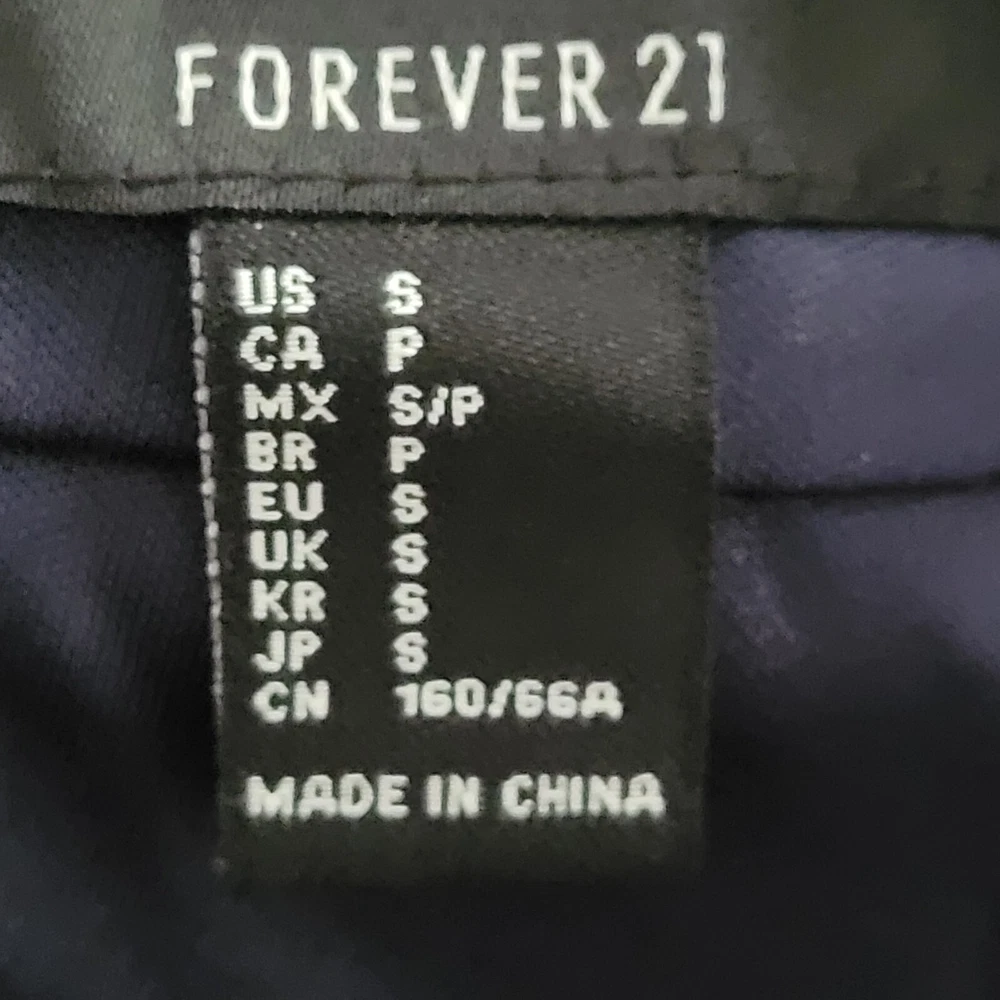 FOREVER 21
US S
CA P
MX S/P
BR P
EU S
UK S
KR S
JP S
CN 160/66A
MADE IN CHINA